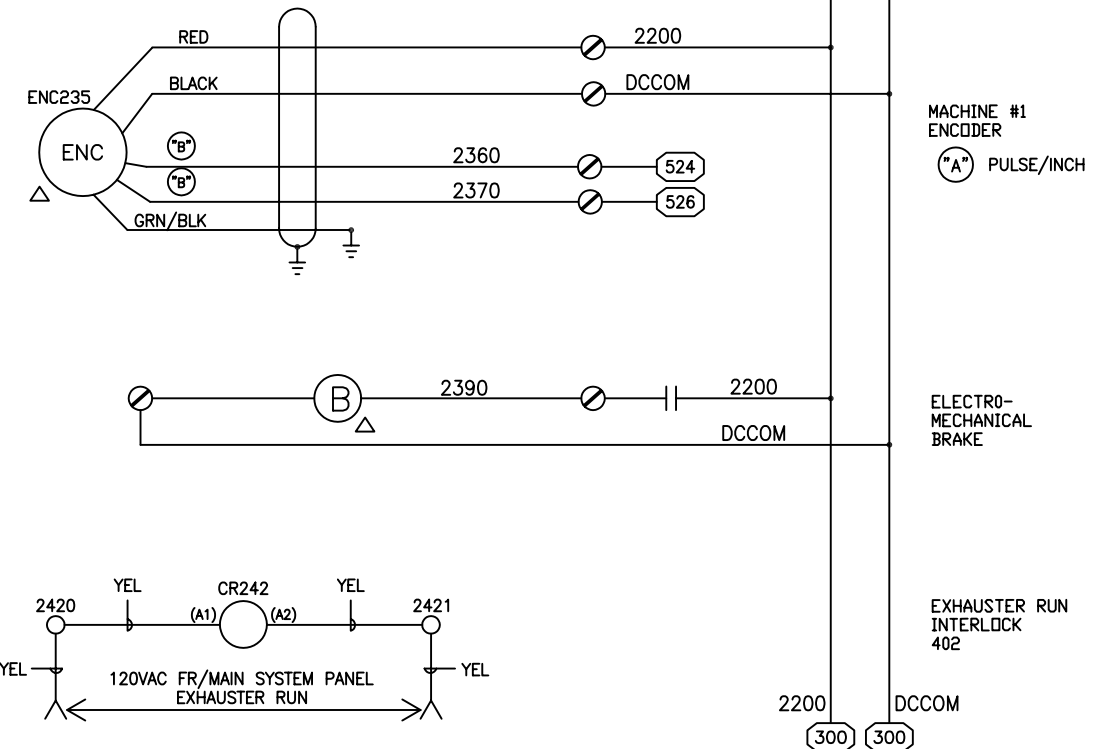 RED
2200
BLACK
DCCOM
ENC235
MACHINE #1
ENCODER
ENC
"B"
2360
524
"A" PULSE/INCH
"B"
2370
526
GRN/BLK
B
2390
2200
ELECTRO-
MECHANICAL
BRAKE
DCCOM
YEL
CR242
YEL
2420
(A1)
(A2)
2421
EXHAUSTER RUN
INTERLOCK
402
YEL
120VAC FR/MAIN SYSTEM PANEL
EXHAUSTER RUN
YEL
2200
DCCOM
300
300